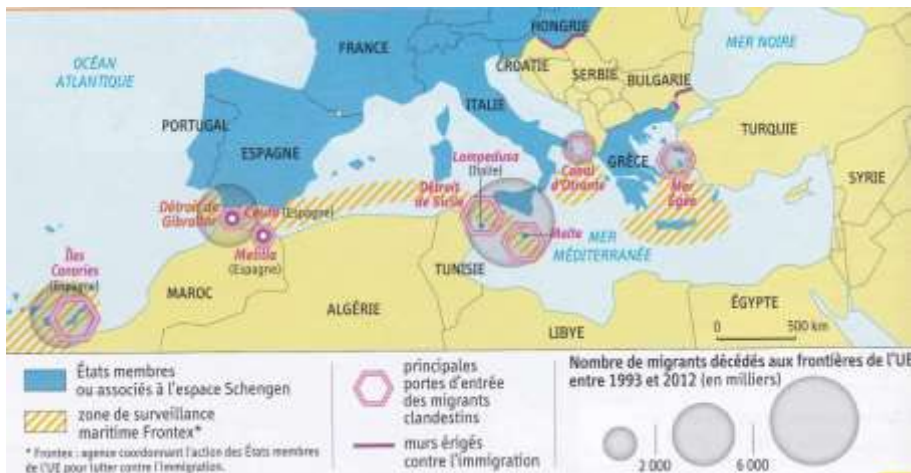 HONGRIE
MER NOIRE
FRANCE
OCÉAN
ATLANTIQUE
CROATIE
SERBIE
BULGARIE
ITALIE
PORTUGAL
ESPAGNE
TURQUIE
Lampedusa
(Italie)
GRÈCE
Canal
d'Otrante
Détroit
de Sicile
Mer
Égée
SYRIE
Détroit de
Gibraltar
Ceuta (Espagne)
Malte
MER
MÉDITERRANÉE
Melilla
(Espagne)
Îles
Canaries
(Espagne)
TUNISIE
MAROC
ALGÉRIE
ÉGYPTE
LIBYE
0 500 km
États membres
ou associés à l'espace Schengen
zone de surveillance
maritime Frontex*
* Frontex : agence coordonnant l'action des États membres
de l'UE pour lutter contre l'immigration.
principales
portes d'entrée
des migrants
clandestins
murs érigés
contre l'immigration
Nombre de migrants décédés aux frontières de l'UE
entre 1993 et 2012 (en milliers)
2 000 6 000